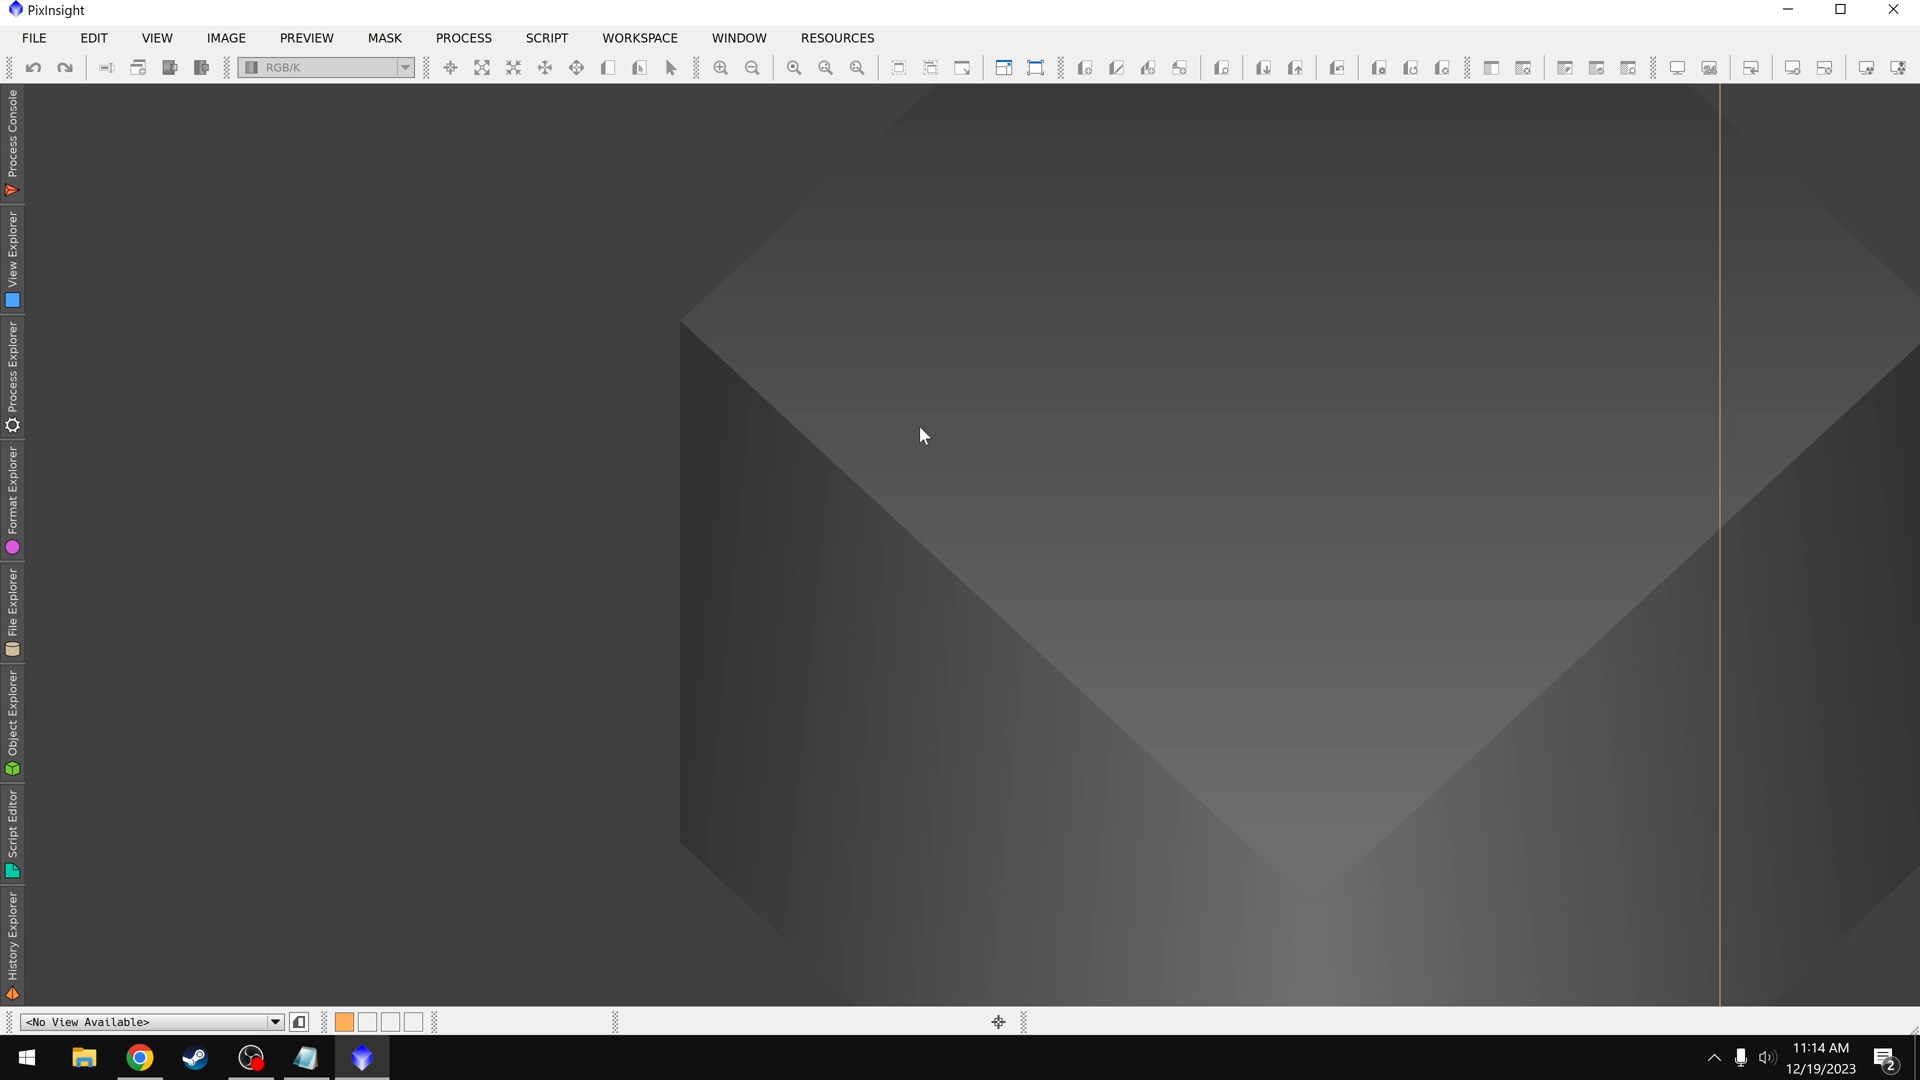 PixInsight
FILE EDIT VIEW IMAGE PREVIEW MASK PROCESS SCRIPT WORKSPACE WINDOW RESOURCES
RGB/K
24
Process Console
View Explorer
Process Explorer
Format Explorer
File Explorer
Object Explorer
Script Editor
History Explorer
<No View Available>
11:14 AM
12/19/2023
2